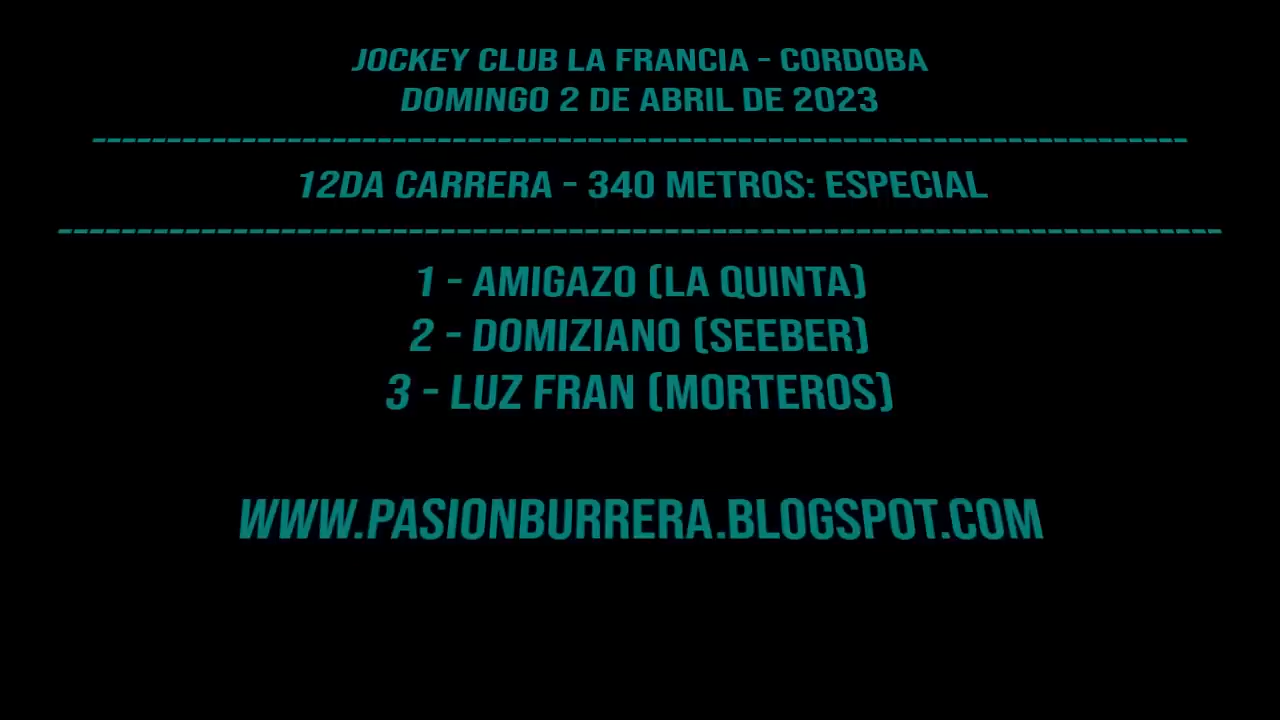 JOCKEY CLUB LA FRANCIA - CORDOBA
DOMINGO 2 DE ABRIL DE 2023
12DA CARRERA - 340 METROS: ESPECIAL
1 - AMIGAZO (LA QUINTA)
2 - DOMIZIANO (SEEBER)
3 - LUZ FRAN (MORTEROS)
WWW.PASIONBURRERA.BLOGSPOT.COM